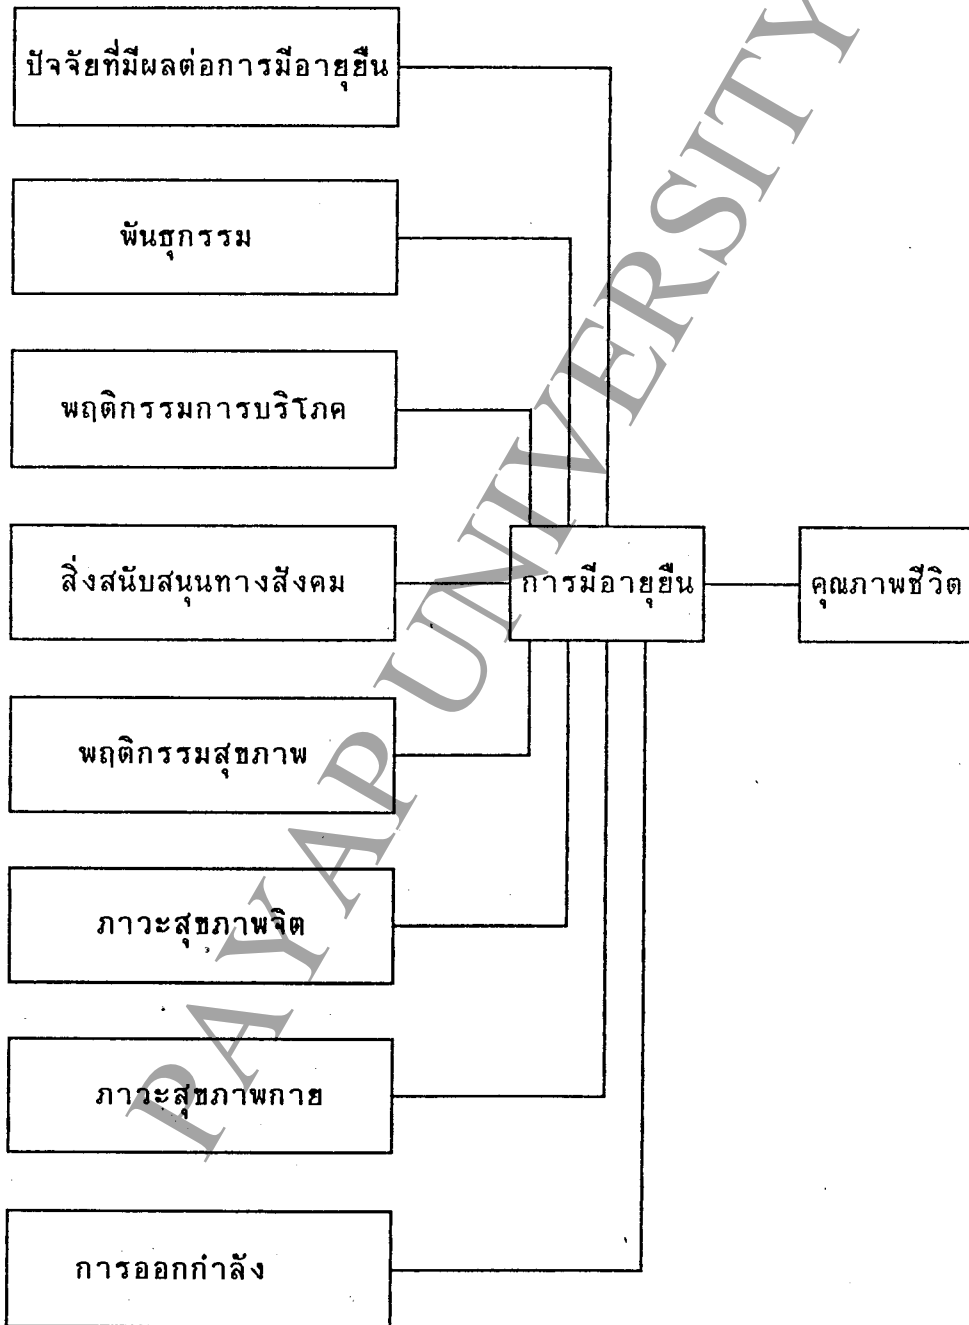 ปัจจัยที่มีผลต่อการมีอายุยืน
พันธุกรรม
พฤติกรรมการบริโภค
สิ่งสนับสนุนทางสังคม
การมีอายุยืน
คุณภาพชีวิต
พฤติกรรมสุขภาพ
ภาวะสุขภาพจิต
ภาวะสุขภาพกาย
การออกกำลัง
PAYAP UNIVERSITY